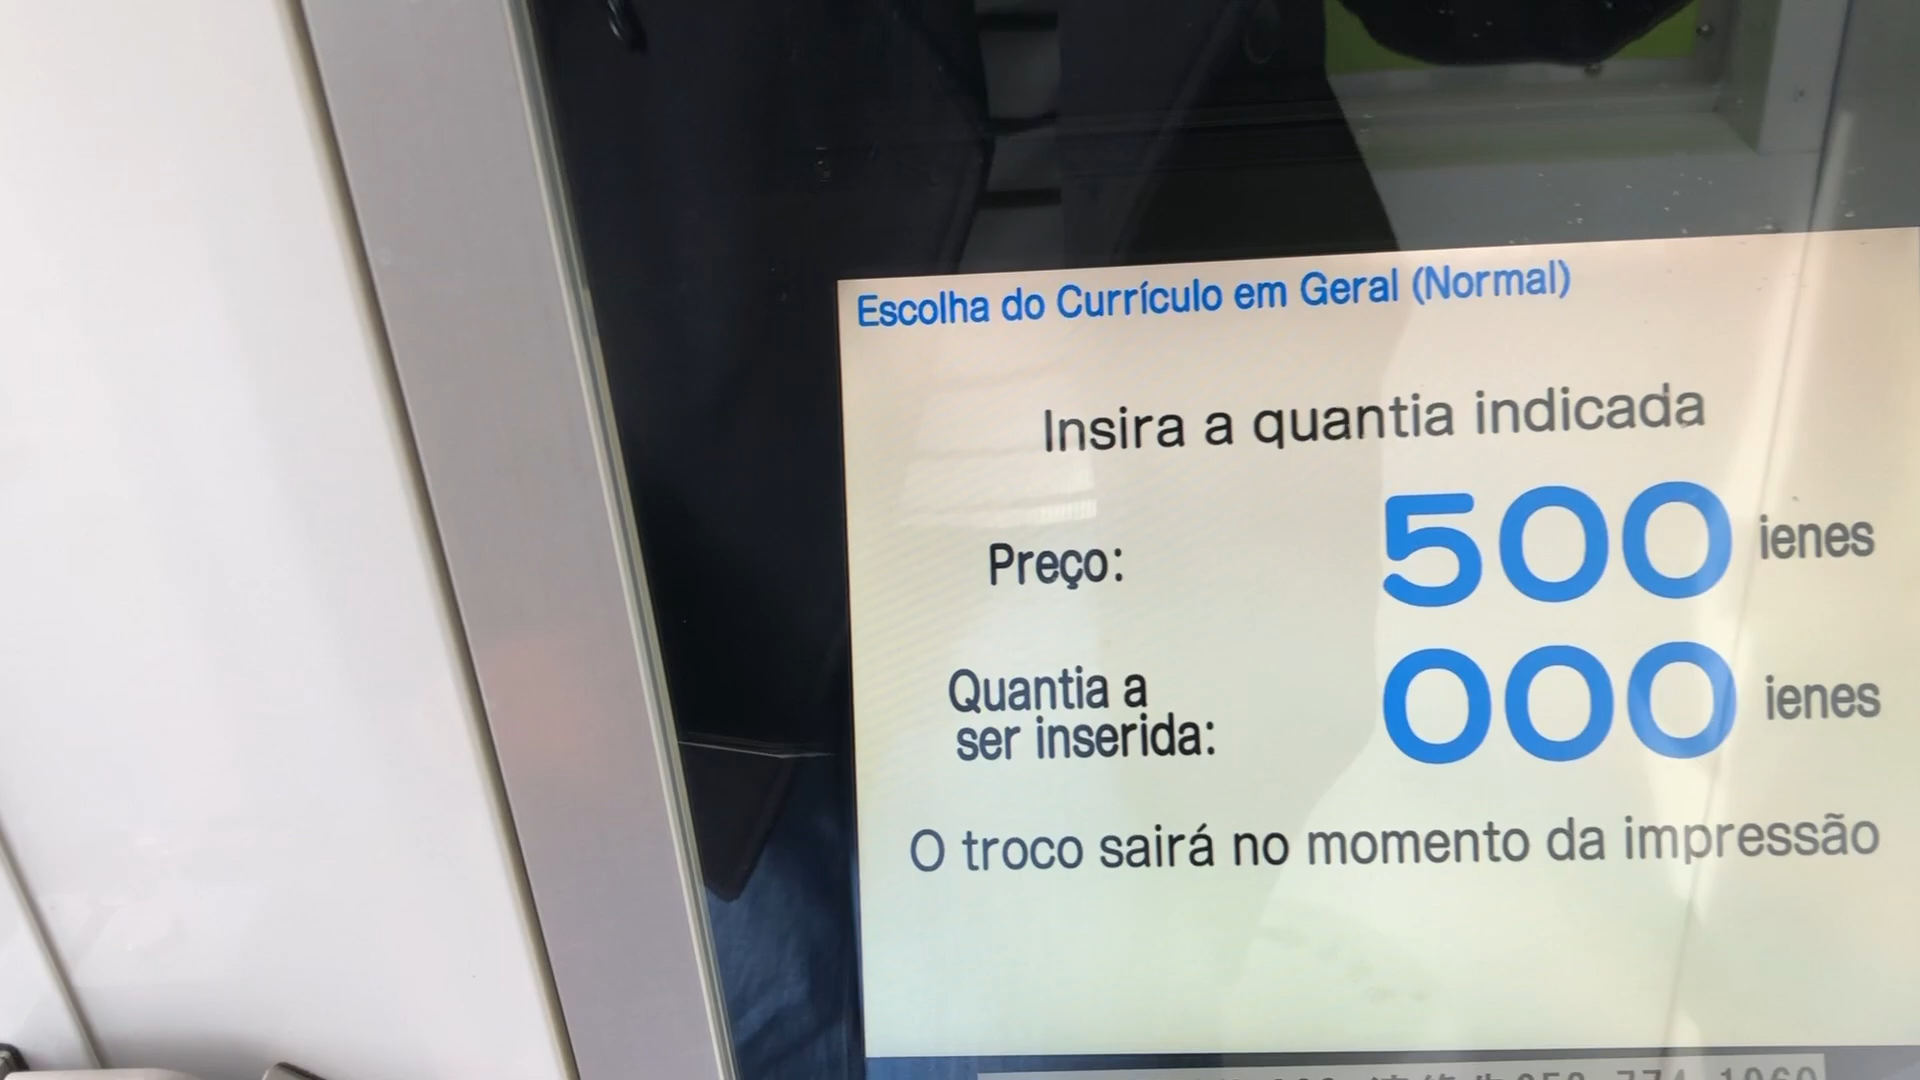 Escolha do Currículo em Geral (Normal)
Insira a quantia indicada
Preço: 500 ienes
Quantia a
ser inserida: 000 ienes
O troco sairá no momento da impressão